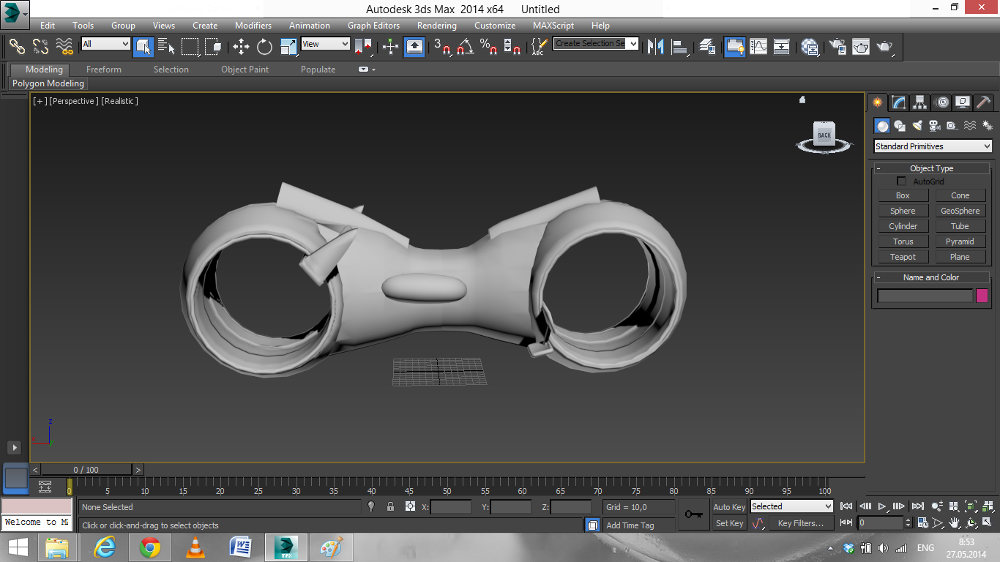 Autodesk 3ds Max 2014 x64 Untitled
MAX
Edit Tools Group Views Create Modifiers Animation Graph Editors Rendering Customize MAXScript Help
All View 3 % ABC Create Selection Se
Modeling Freeform Selection Object Paint Populate
Polygon Modeling
[+] [Perspective] [Realistic]
BACK
Standard Primitives
- Object Type
AutoGrid
Box Cone
Sphere GeoSphere
Cylinder Tube
Torus Pyramid
Teapot Plane
- Name and Color
z
x
< 0 / 100 >
0 5 10 15 20 25 30 35 40 45 50 55 60 65 70 75 80 85 90 95 100
None Selected X: Y: Z: Grid = 10,0 Auto Key Selected
Welcome to MA
Click or click-and-drag to select objects Add Time Tag Set Key Key Filters... 0
MAX
ENG 8:53
27.05.2014